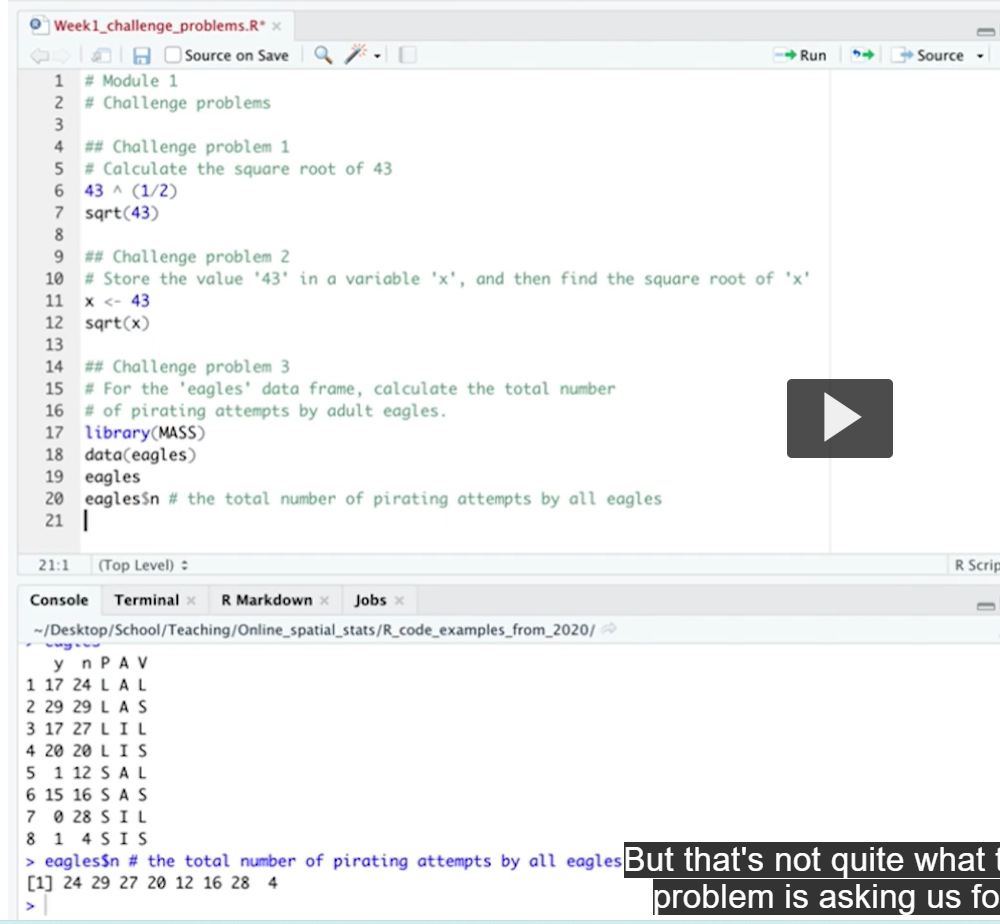 Week1_challenge_problems.R* ×
Source on Save
Run
Source
1 # Module 1
2 # Challenge problems
3
4 ## Challenge problem 1
5 # Calculate the square root of 43
6 43 ^ (1/2)
7 sqrt(43)
8
9 ## Challenge problem 2
10 # Store the value '43' in a variable 'x', and then find the square root of 'x'
11 x <- 43
12 sqrt(x)
13
14 ## Challenge problem 3
15 # For the 'eagles' data frame, calculate the total number
16 # of pirating attempts by adult eagles.
17 library(MASS)
18 data(eagles)
19 eagles
20 eagles$n # the total number of pirating attempts by all eagles
21
21:1 (Top Level) R Scrip
Console Terminal × R Markdown × Jobs ×
~/Desktop/School/Teaching/Online_spatial_stats/R_code_examples_from_2020/
> eagles
y n P A V
1 17 24 L A L
2 29 29 L A S
3 17 27 L I L
4 20 20 L I S
5 1 12 S A L
6 15 16 S A S
7 0 28 S I L
8 1 4 S I S
> eagles$n # the total number of pirating attempts by all eagles
[1] 24 29 27 20 12 16 28 4
>
But that's not quite what t
problem is asking us fo